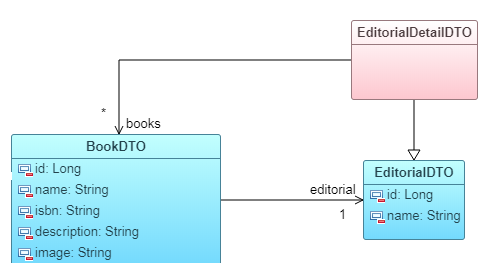 EditorialDetailDTO
*
books
BookDTO
id: Long
name: String
isbn: String
description: String
image: String
editorial
1
EditorialDTO
id: Long
name: String